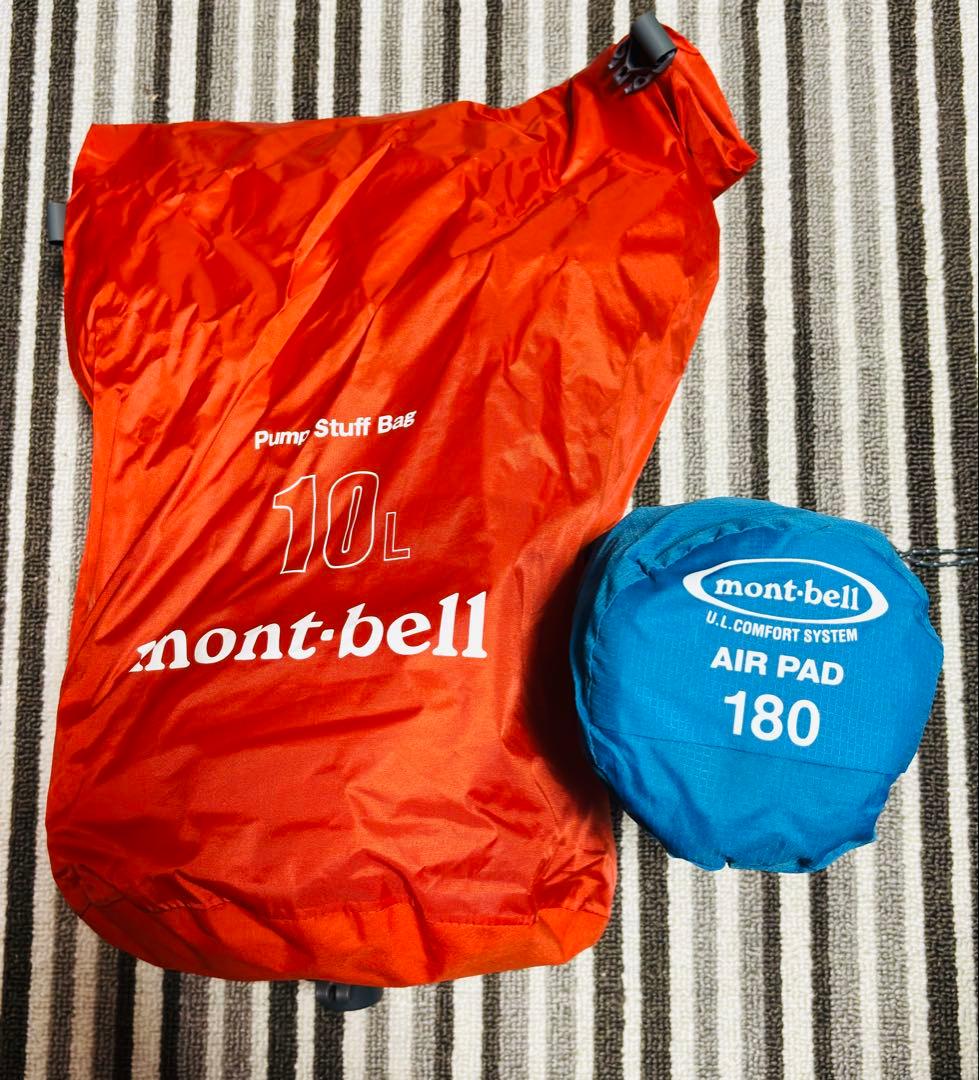 Pump Stuff Bag
10L
mont-bell
mont-bell
U.L.COMFORT SYSTEM
AIR PAD
180